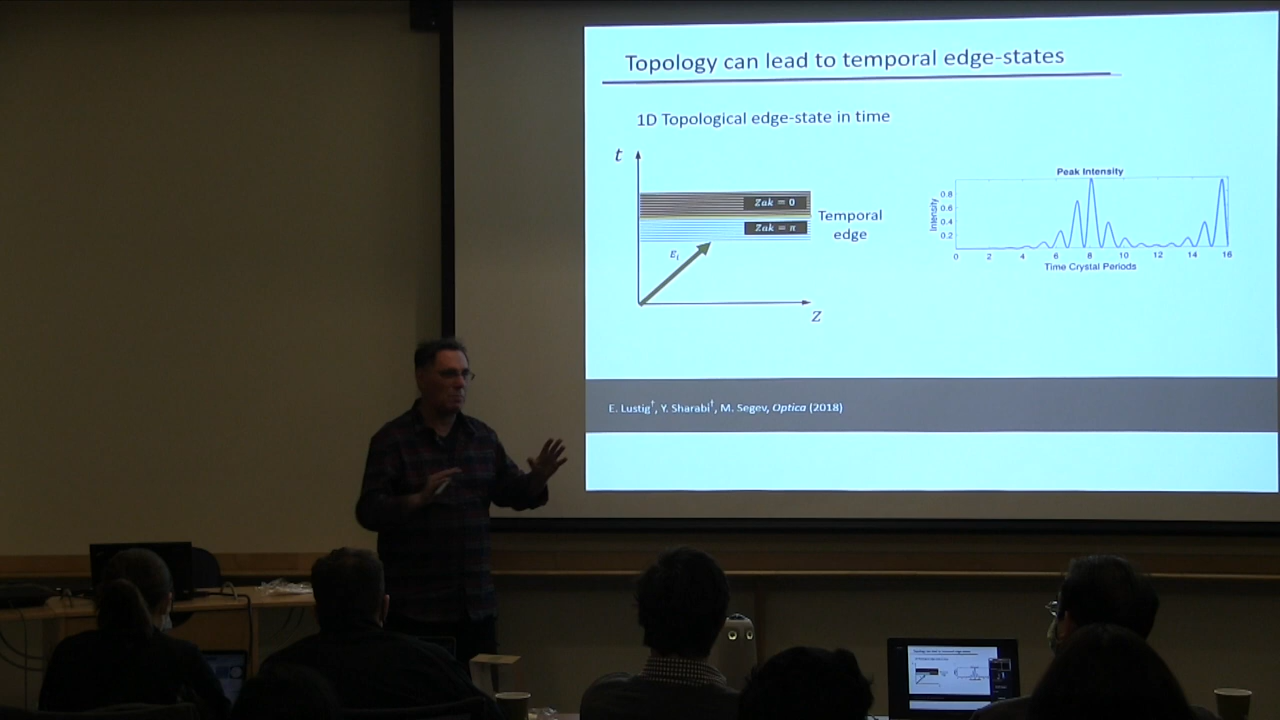 Topology can lead to temporal edge-states
1D Topological edge-state in time
t
Zak = 0
Zak = π
Temporal
edge
E_i
Z
Peak Intensity
Intensity
0.8
0.6
0.4
0.2
0 2 4 6 8 10 12 14 16
Time Crystal Periods
E. Lustig†, Y. Sharabi†, M. Segev, Optica (2018)